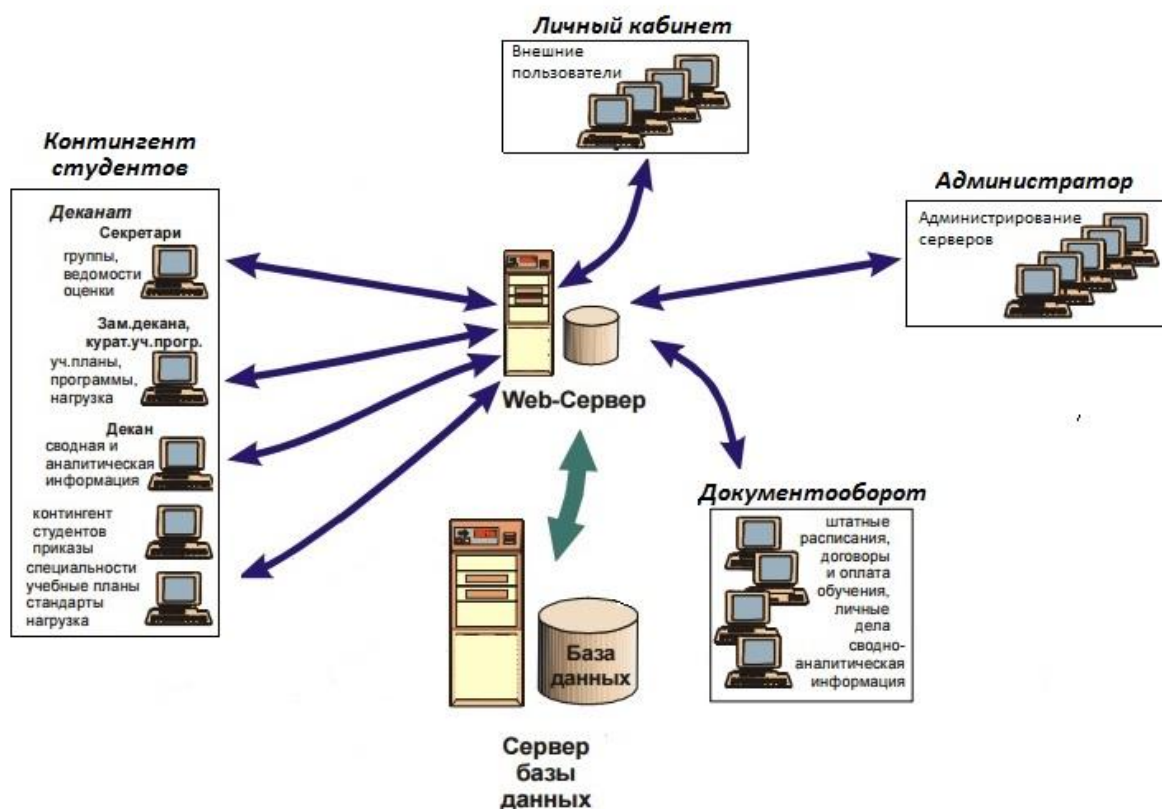 Личный кабинет
Внешние
пользователи
Контингент
студентов
Деканат
Секретари
группы,
ведомости
оценки
Зам.декана,
курат.уч.прогр.
уч.планы,
программы,
нагрузка
Декан
сводная и
аналитическая
информация
контингент
студентов
приказы
специальности
учебные планы
стандарты
нагрузка
Администратор
Администрирование
серверов
Web-Сервер
Документооборот
штатные
расписания,
договоры
и оплата
обучения,
личные
дела
сводно-
аналитическая
информация
База
данных
Сервер
базы
данных